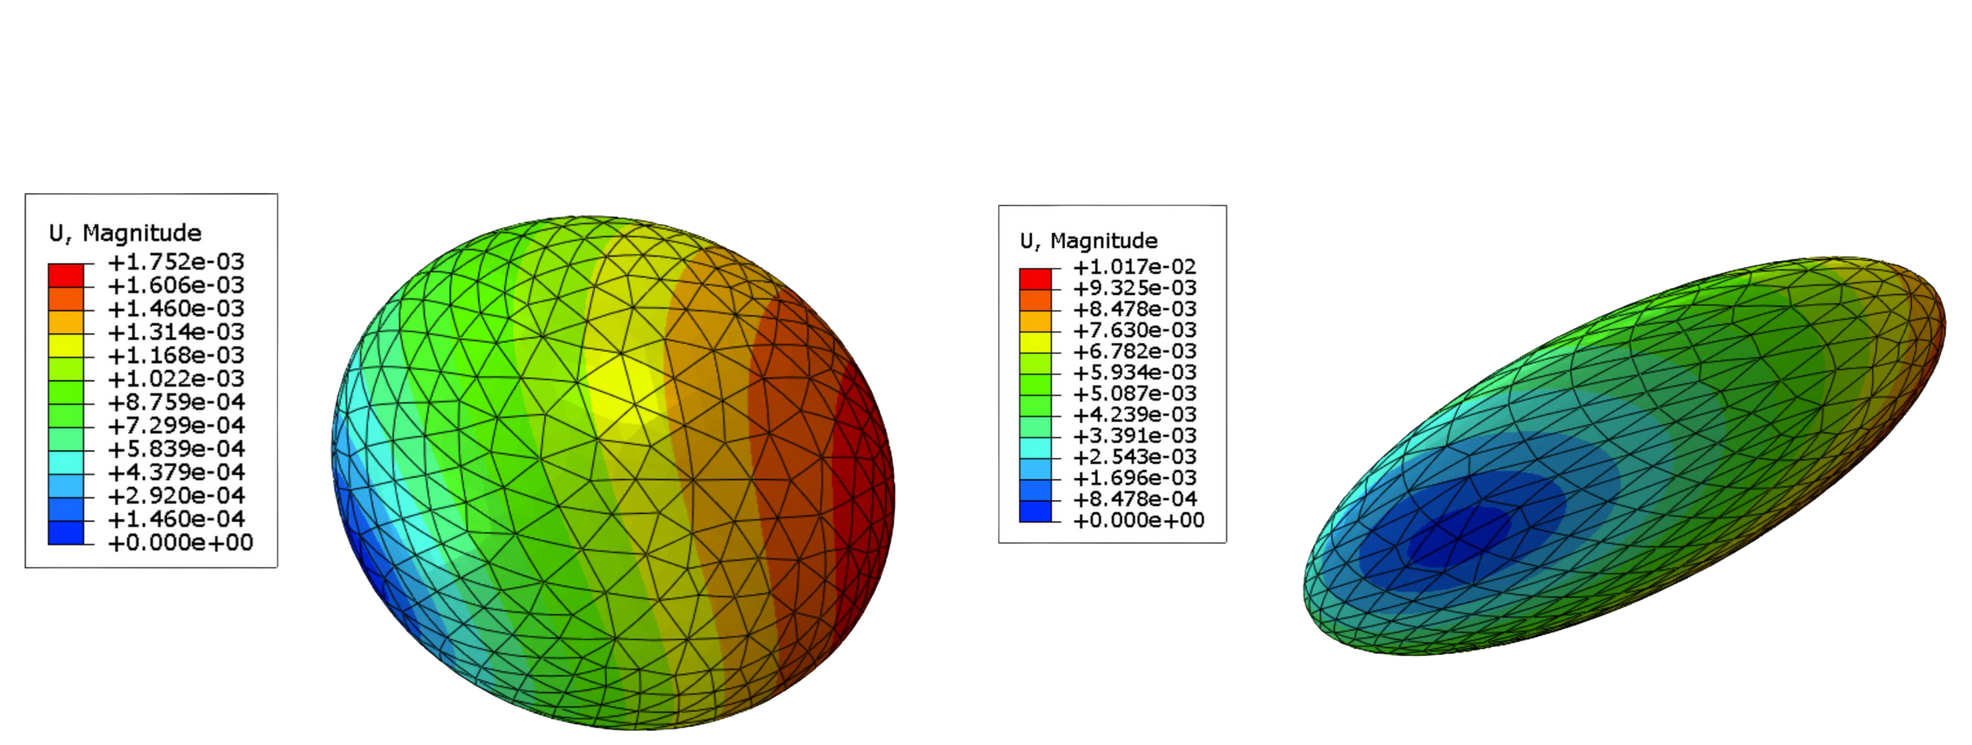 U, Magnitude
+1.752e-03
+1.606e-03
+1.460e-03
+1.314e-03
+1.168e-03
+1.022e-03
+8.759e-04
+7.299e-04
+5.839e-04
+4.379e-04
+2.920e-04
+1.460e-04
+0.000e+00
U, Magnitude
+1.017e-02
+9.325e-03
+8.478e-03
+7.630e-03
+6.782e-03
+5.934e-03
+5.087e-03
+4.239e-03
+3.391e-03
+2.543e-03
+1.696e-03
+8.478e-04
+0.000e+00